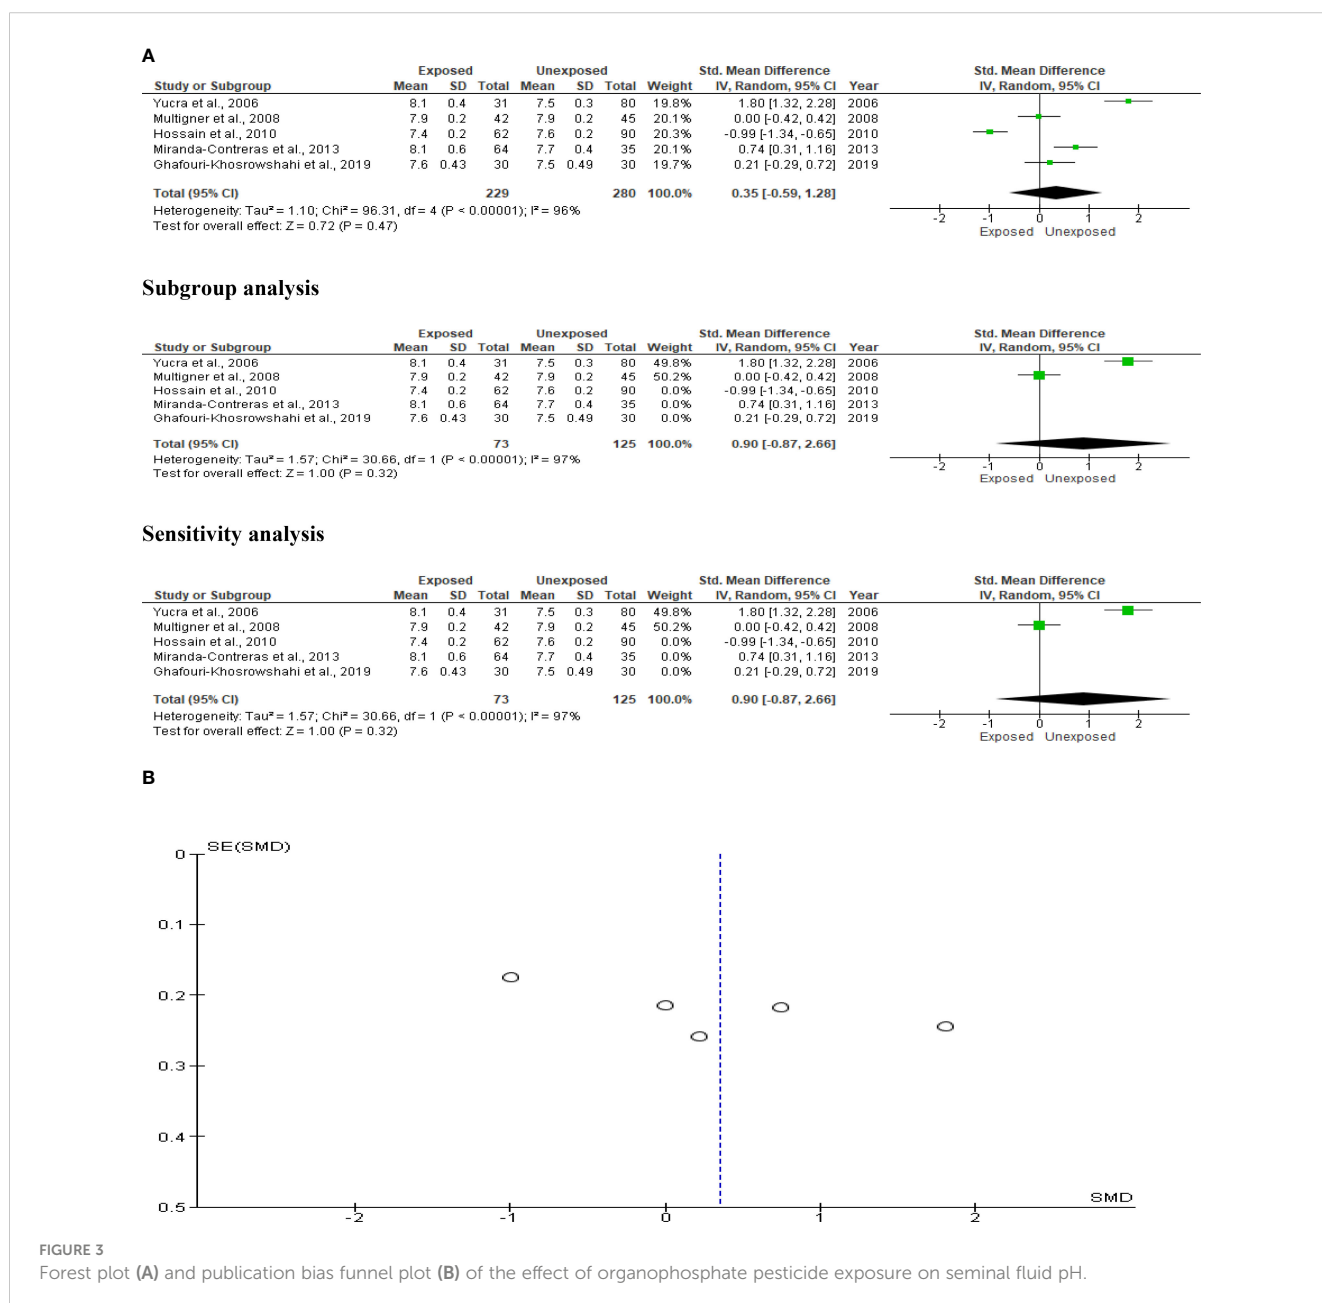 A
Exposed Unexposed Std. Mean Difference Std. Mean Difference
Study or Subgroup Mean SD Total Mean SD Total Weight IV, Random, 95% CI Year IV, Random, 95% CI
Yucra et al., 2006 8.1 0.4 31 7.5 0.3 80 19.8% 1.80 [1.32, 2.28] 2006
Multigner et al., 2008 7.9 0.2 42 7.9 0.2 45 20.1% 0.00 [-0.42, 0.42] 2008
Hossain et al., 2010 7.4 0.2 62 7.6 0.2 90 20.3% -0.99 [-1.34, -0.65] 2010
Miranda-Contreras et al., 2013 8.1 0.6 64 7.7 0.4 35 20.1% 0.74 [0.31, 1.16] 2013
Ghafouri-Khosrowshahi et al., 2019 7.6 0.43 30 7.5 0.49 30 19.7% 0.21 [-0.29, 0.72] 2019
Total (95% CI) 229 280 100.0% 0.35 [-0.59, 1.28]
Heterogeneity: Tau² = 1.10; Chi² = 96.31, df = 4 (P < 0.00001); I² = 96%
Test for overall effect: Z = 0.72 (P = 0.47)
-2 -1 0 1 2
Exposed Unexposed
Subgroup analysis
Exposed Unexposed Std. Mean Difference Std. Mean Difference
Study or Subgroup Mean SD Total Mean SD Total Weight IV, Random, 95% CI Year IV, Random, 95% CI
Yucra et al., 2006 8.1 0.4 31 7.5 0.3 80 49.8% 1.80 [1.32, 2.28] 2006
Multigner et al., 2008 7.9 0.2 42 7.9 0.2 45 50.2% 0.00 [-0.42, 0.42] 2008
Hossain et al., 2010 7.4 0.2 62 7.6 0.2 90 0.0% -0.99 [-1.34, -0.65] 2010
Miranda-Contreras et al., 2013 8.1 0.6 64 7.7 0.4 35 0.0% 0.74 [0.31, 1.16] 2013
Ghafouri-Khosrowshahi et al., 2019 7.6 0.43 30 7.5 0.49 30 0.0% 0.21 [-0.29, 0.72] 2019
Total (95% CI) 73 125 100.0% 0.90 [-0.87, 2.66]
Heterogeneity: Tau² = 1.57; Chi² = 30.66, df = 1 (P < 0.00001); I² = 97%
Test for overall effect: Z = 1.00 (P = 0.32)
-2 -1 0 1 2
Exposed Unexposed
Sensitivity analysis
Exposed Unexposed Std. Mean Difference Std. Mean Difference
Study or Subgroup Mean SD Total Mean SD Total Weight IV, Random, 95% CI Year IV, Random, 95% CI
Yucra et al., 2006 8.1 0.4 31 7.5 0.3 80 49.8% 1.80 [1.32, 2.28] 2006
Multigner et al., 2008 7.9 0.2 42 7.9 0.2 45 50.2% 0.00 [-0.42, 0.42] 2008
Hossain et al., 2010 7.4 0.2 62 7.6 0.2 90 0.0% -0.99 [-1.34, -0.65] 2010
Miranda-Contreras et al., 2013 8.1 0.6 64 7.7 0.4 35 0.0% 0.74 [0.31, 1.16] 2013
Ghafouri-Khosrowshahi et al., 2019 7.6 0.43 30 7.5 0.49 30 0.0% 0.21 [-0.29, 0.72] 2019
Total (95% CI) 73 125 100.0% 0.90 [-0.87, 2.66]
Heterogeneity: Tau² = 1.57; Chi² = 30.66, df = 1 (P < 0.00001); I² = 97%
Test for overall effect: Z = 1.00 (P = 0.32)
-2 -1 0 1 2
Exposed Unexposed
B
SE(SMD)
0
0.1
0.2
0.3
0.4
0.5
SMD
-2 -1 0 1 2
FIGURE 3
Forest plot (A) and publication bias funnel plot (B) of the effect of organophosphate pesticide exposure on seminal fluid pH.